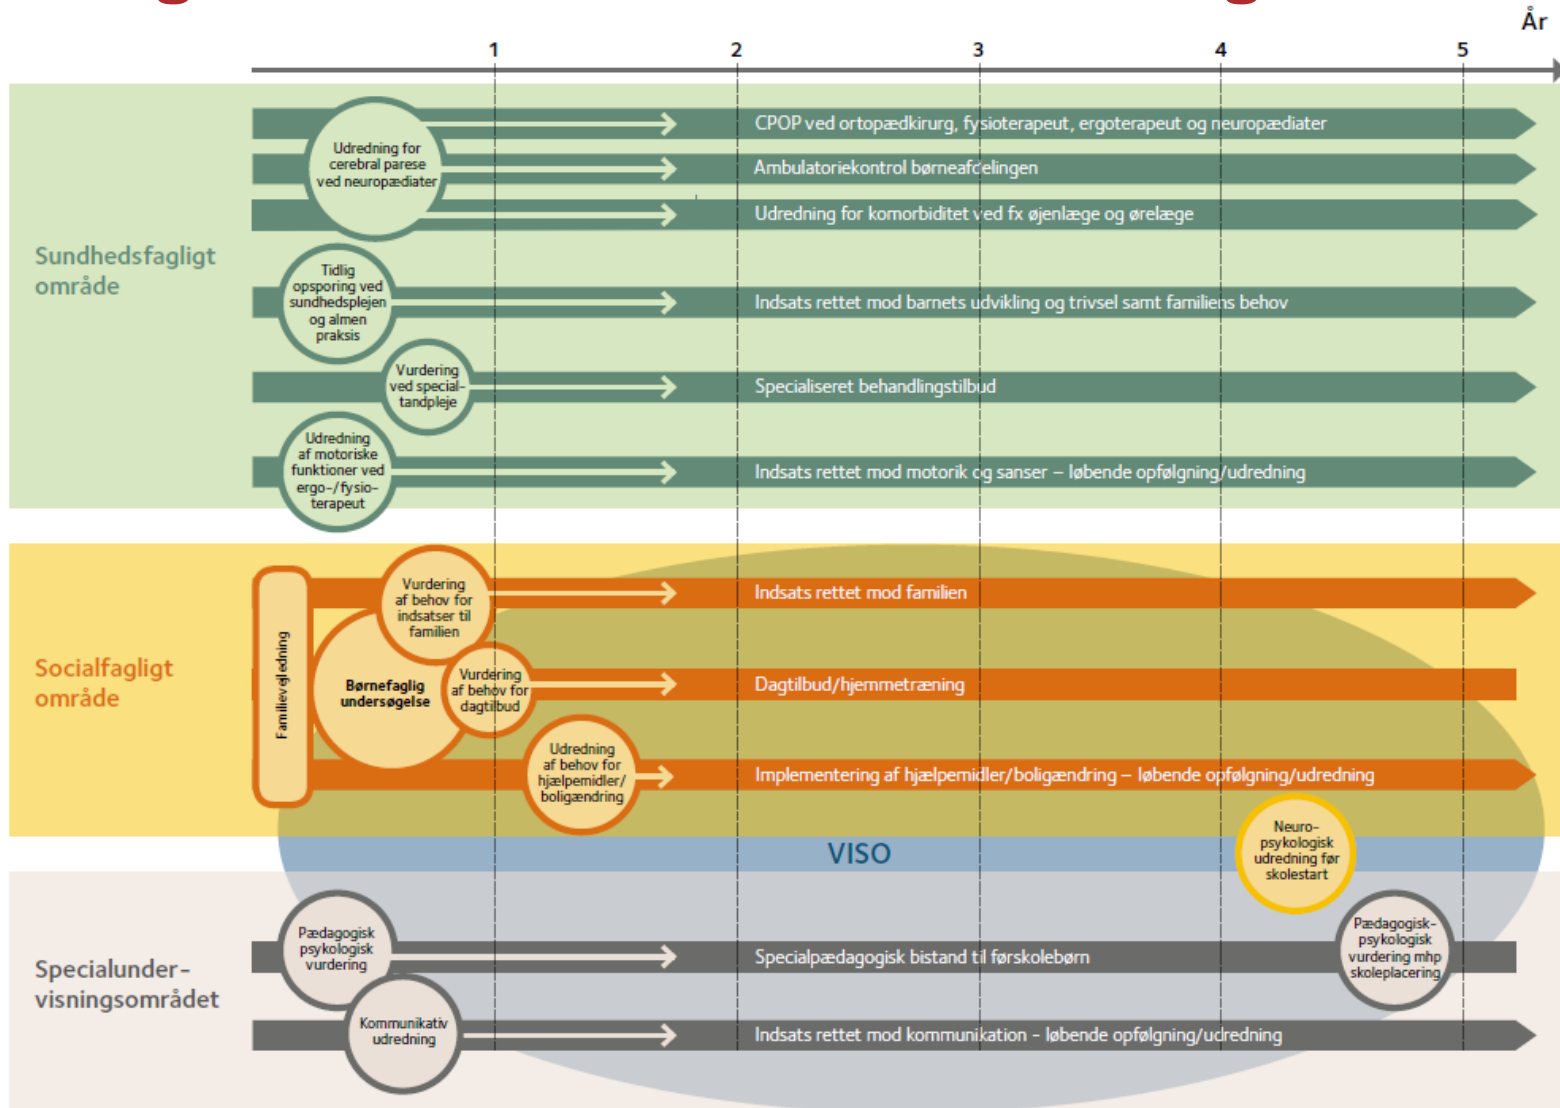 År
1 2 3 4 5
Sundhedsfagligt
område
Udredning for
cerebral parese
ved neuropædiater
CPOP ved ortopædkirurg, fysioterapeut, ergoterapeut og neuropædiater
Ambulatoriekontrol børneafdelingen
Udredning for komorbiditet ved fx øjenlæge og ørelæge
Tidlig
opsporing ved
sundhedsplejen
og almen
praksis
Indsats rettet mod barnets udvikling og trivsel samt familiens behov
Vurdering
ved special-
tandpleje
Specialiseret behandlingstilbud
Udredning
af motoriske
funktioner ved
ergo-/fysio-
terapeut
Indsats rettet mod motorik og sanser – løbende opfølgning/udredning
Socialfagligt
område
Familievejledning
Vurdering
af behov for
indsatser til
familien
Indsats rettet mod familien
Børnefaglig
undersøgelse
Vurdering
af behov for
dagtilbud
Dagtilbud/hjemmetræning
Udredning
af behov for
hjælpemidler/
boligændring
Implementering af hjælpemidler/boligændring – løbende opfølgning/udredning
VISO
Neuro-
psykologisk
udredning før
skolestart
Specialunder-
visningsområdet
Pædagogisk
psykologisk
vurdering
Specialpædagogisk bistand til førskolebørn
Pædagogisk-
psykologisk
vurdering mhp
skoleplacering
Kommunikativ
udredning
Indsats rettet mod kommunikation - løbende opfølgning/udredning